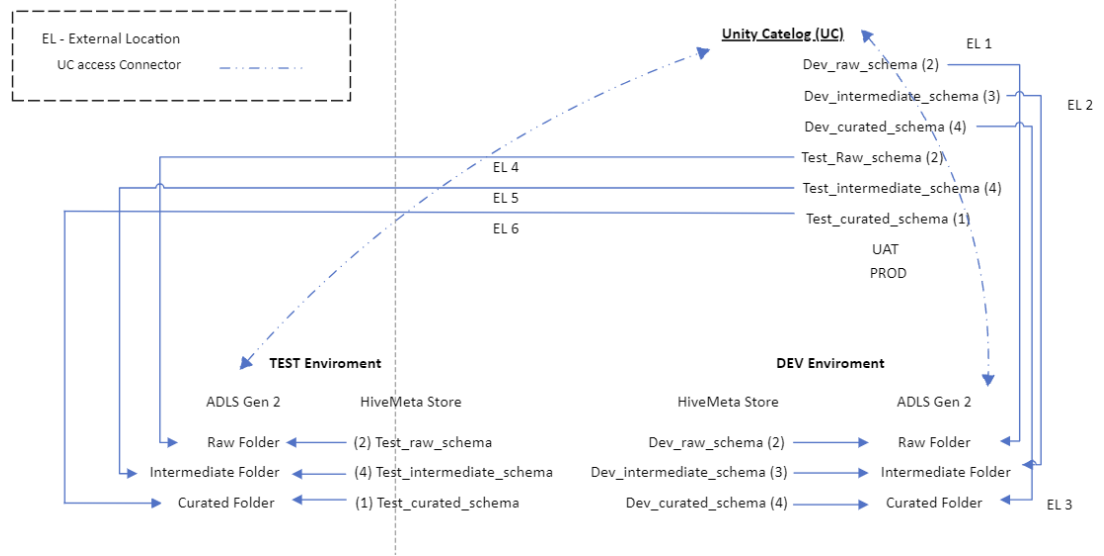 EL - External Location
UC access Connector
Unity Catelog (UC)
EL 1
Dev_raw_schema (2)
Dev_intermediate_schema (3)
EL 2
Dev_curated_schema (4)
Test_Raw_schema (2)
EL 4
Test_intermediate_schema (4)
EL 5
Test_curated_schema (1)
EL 6
UAT
PROD
TEST Enviroment
DEV Enviroment
ADLS Gen 2
HiveMeta Store
HiveMeta Store
ADLS Gen 2
Raw Folder
(2) Test_raw_schema
Dev_raw_schema (2)
Raw Folder
Intermediate Folder
(4) Test_intermediate_schema
Dev_intermediate_schema (3)
Intermediate Folder
Curated Folder
(1) Test_curated_schema
Dev_curated_schema (4)
Curated Folder
EL 3